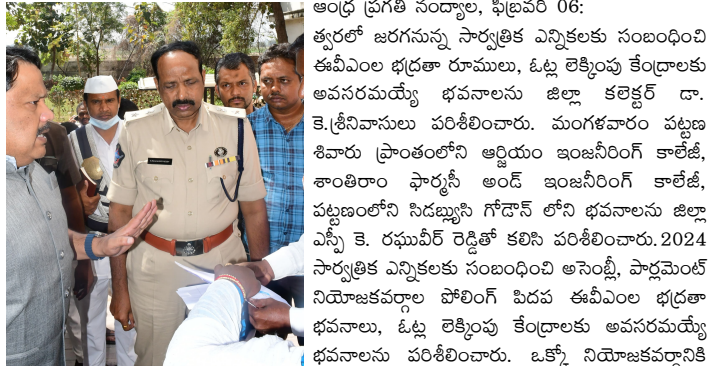 ఆంధ్ర ప్రగతి నంద్యాల, ఫిబ్రవరి 06:
త్వరలో జరగనున్న సార్వత్రిక ఎన్నికలకు సంబంధించి
ఈవీఎంల భద్రతా రూములు, ఓట్ల లెక్కింపు కేంద్రాలకు
అవసరమయ్యే భవనాలను జిల్లా కలెక్టర్ డా.
కె.శ్రీనివాసులు పరిశీలించారు. మంగళవారం పట్టణ
శివారు ప్రాంతంలోని ఆర్జియం ఇంజనీరింగ్ కాలేజీ,
శాంతిరాం ఫార్మసీ అండ్ ఇంజనీరింగ్ కాలేజీ,
పట్టణంలోని సిడబ్ల్యుసి గోడౌన్ లోని భవనాలను జిల్లా
ఎస్పీ కె. రఘువీర్ రెడ్డితో కలిసి పరిశీలించారు.2024
సార్వత్రిక ఎన్నికలకు సంబంధించి అసెంబ్లీ, పార్లమెంట్
నియోజకవర్గాల పోలింగ్ పిదప ఈవీఎంల భద్రతా
భవనాలు, ఓట్ల లెక్కింపు కేంద్రాలకు అవసరమయ్యే
భవనాలను పరిశీలించారు. ఒక్కో నియోజకవర్గానికి